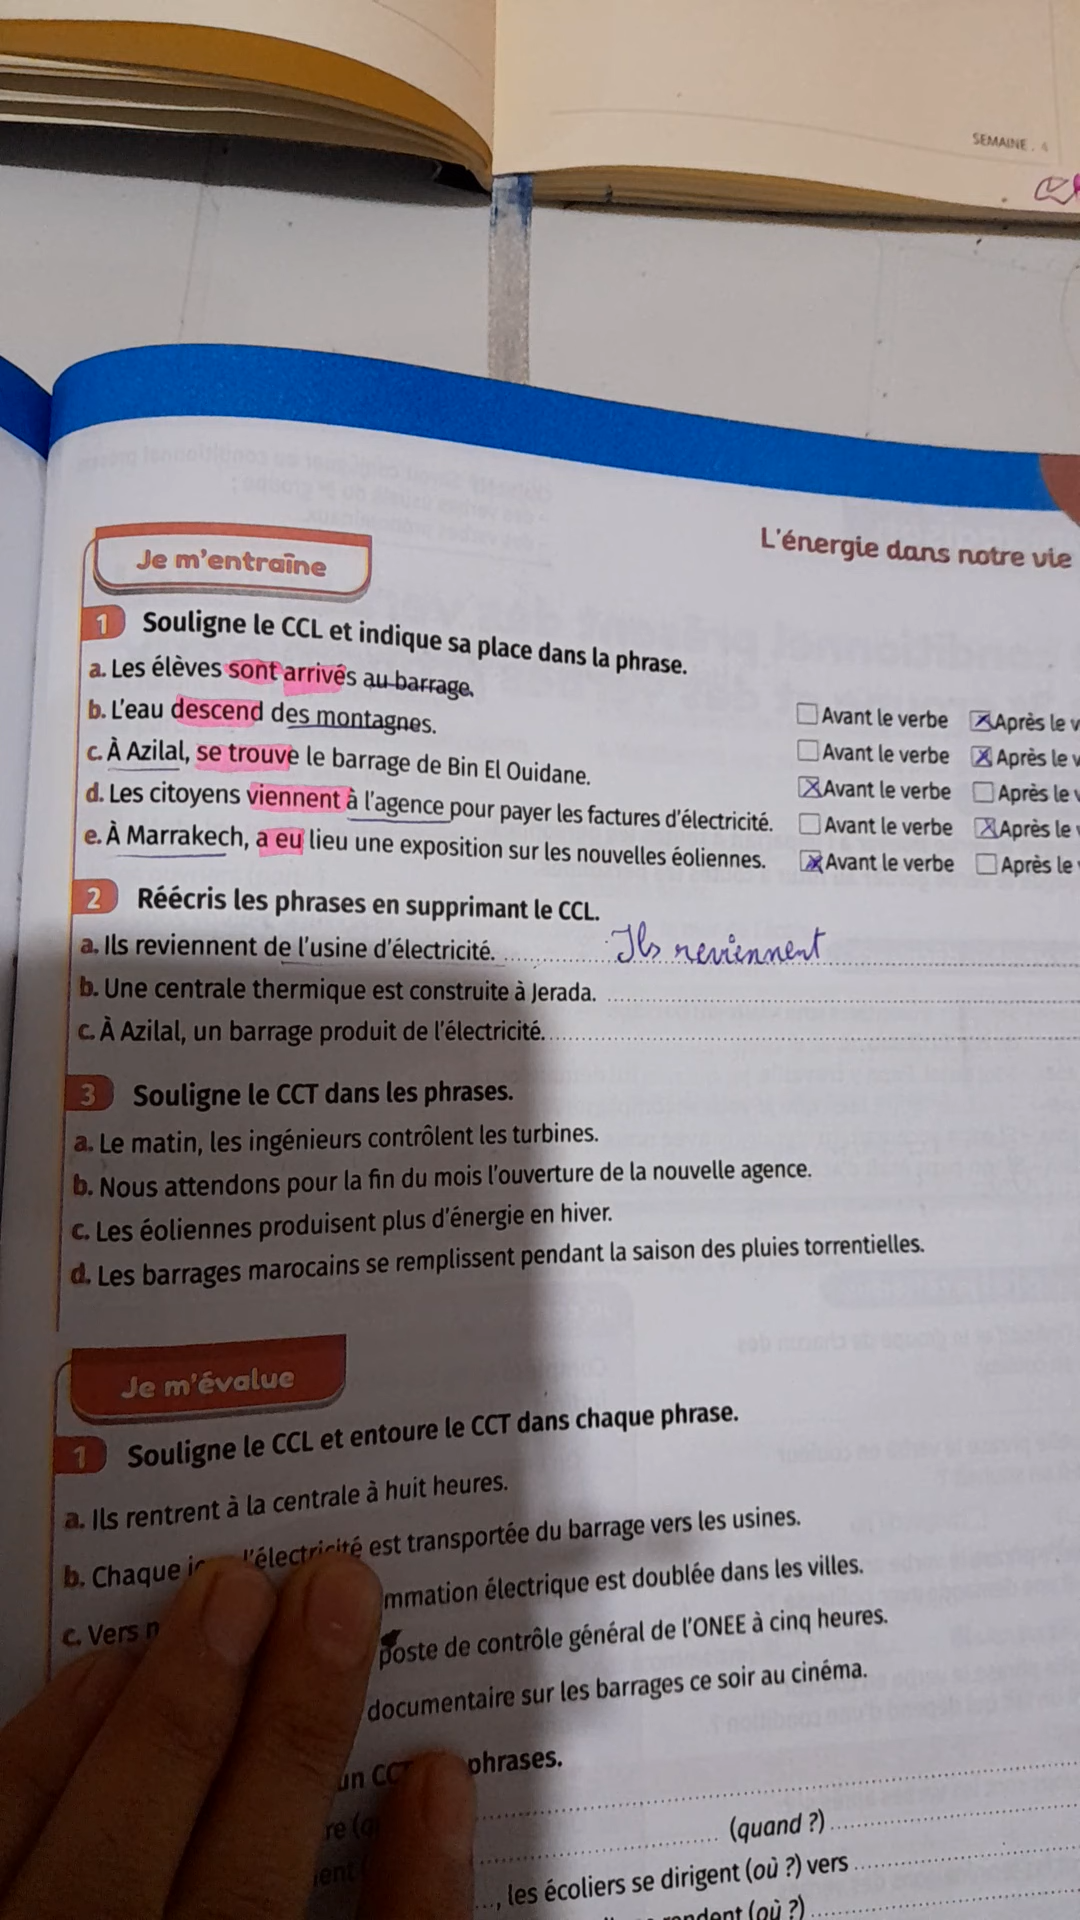 SEMAINE . 4
L'énergie dans notre vie
Je m'entraîne
1 Souligne le CCL et indique sa place dans la phrase.
a. Les élèves sont arrivés au barrage.
Avant le verbe Après le v
b. L'eau descend des montagnes.
Avant le verbe Après le v
c. À Azilal, se trouve le barrage de Bin El Ouidane.
Avant le verbe Après le v
d. Les citoyens viennent à l'agence pour payer les factures d'électricité.
Avant le verbe Après le v
e. À Marrakech, a eu lieu une exposition sur les nouvelles éoliennes.
Avant le verbe Après le
2 Réécris les phrases en supprimant le CCL.
a. Ils reviennent de l'usine d'électricité. Ils reviennent
b. Une centrale thermique est construite à Jerada.
c. À Azilal, un barrage produit de l'électricité.
3 Souligne le CCT dans les phrases.
a. Le matin, les ingénieurs contrôlent les turbines.
b. Nous attendons pour la fin du mois l'ouverture de la nouvelle agence.
c. Les éoliennes produisent plus d'énergie en hiver.
d. Les barrages marocains se remplissent pendant la saison des pluies torrentielles.
Je m'évalue
1 Souligne le CCL et entoure le CCT dans chaque phrase.
a. Ils rentrent à la centrale à huit heures.
b. Chaque l'électricité est transportée du barrage vers les usines.
c. Vers mmation électrique est doublée dans les villes.
poste de contrôle général de l'ONEE à cinq heures.
documentaire sur les barrages ce soir au cinéma.
un CCT phrases.
(quand ?)
, les écoliers se dirigent (où ?) vers
(où ?)